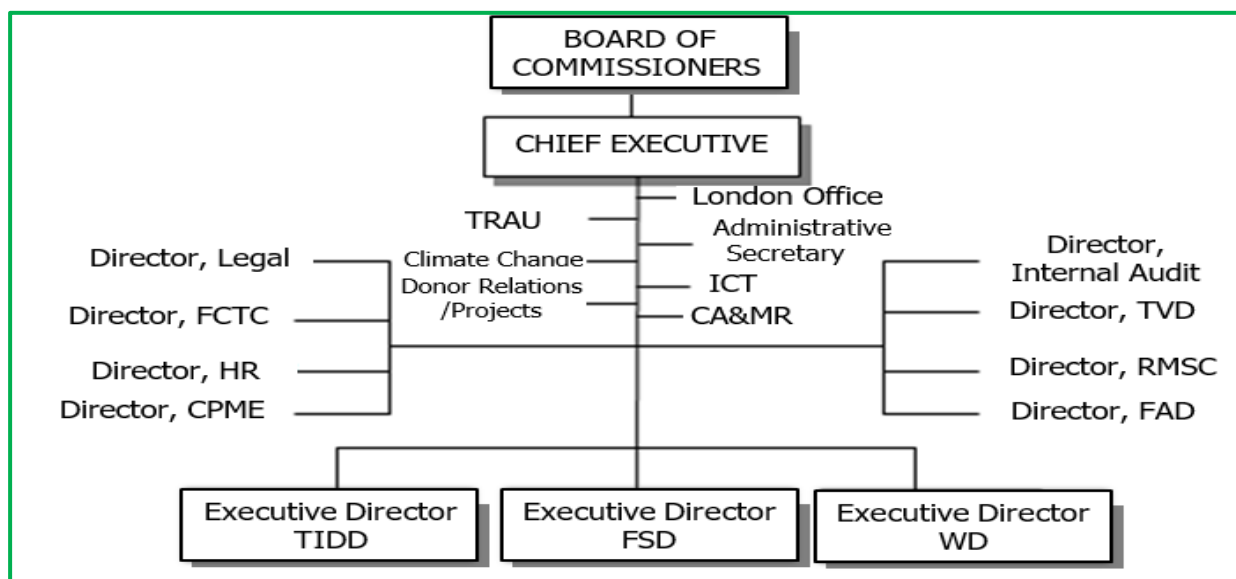 BOARD OF
COMMISSIONERS
CHIEF EXECUTIVE
London Office
TRAU
Administrative
Secretary
Climate Change
Donor Relations
/Projects
ICT
CA&MR
Director, Legal
Director, FCTC
Director, HR
Director, CPME
Director,
Internal Audit
Director, TVD
Director, RMSC
Director, FAD
Executive Director
TIDD
Executive Director
FSD
Executive Director
WD